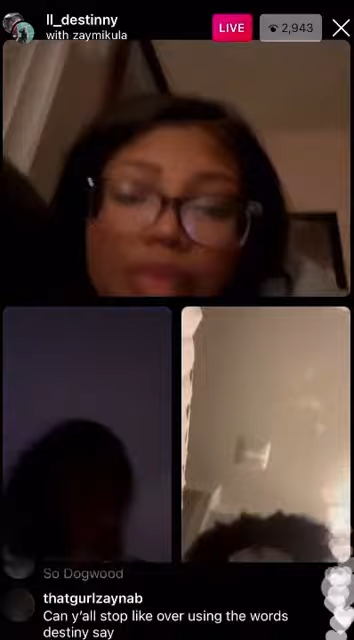 ll_destinny
with zaymikula
LIVE
2,943
So Dogwood
thatgurlzaynab
Can y'all stop like over using the words
destiny say